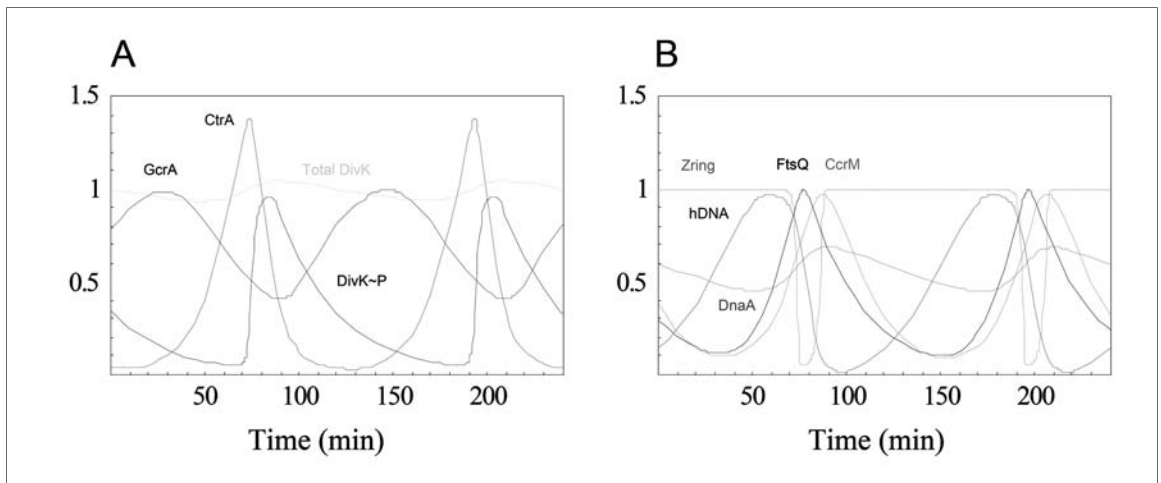 A
1.5
1
0.5
CtrA
GcrA
Total DivK
DivK~P
50
100
150
200
Time (min)
B
1.5
1
0.5
Zring
FtsQ
CcrM
hDNA
DnaA
50
100
150
200
Time (min)